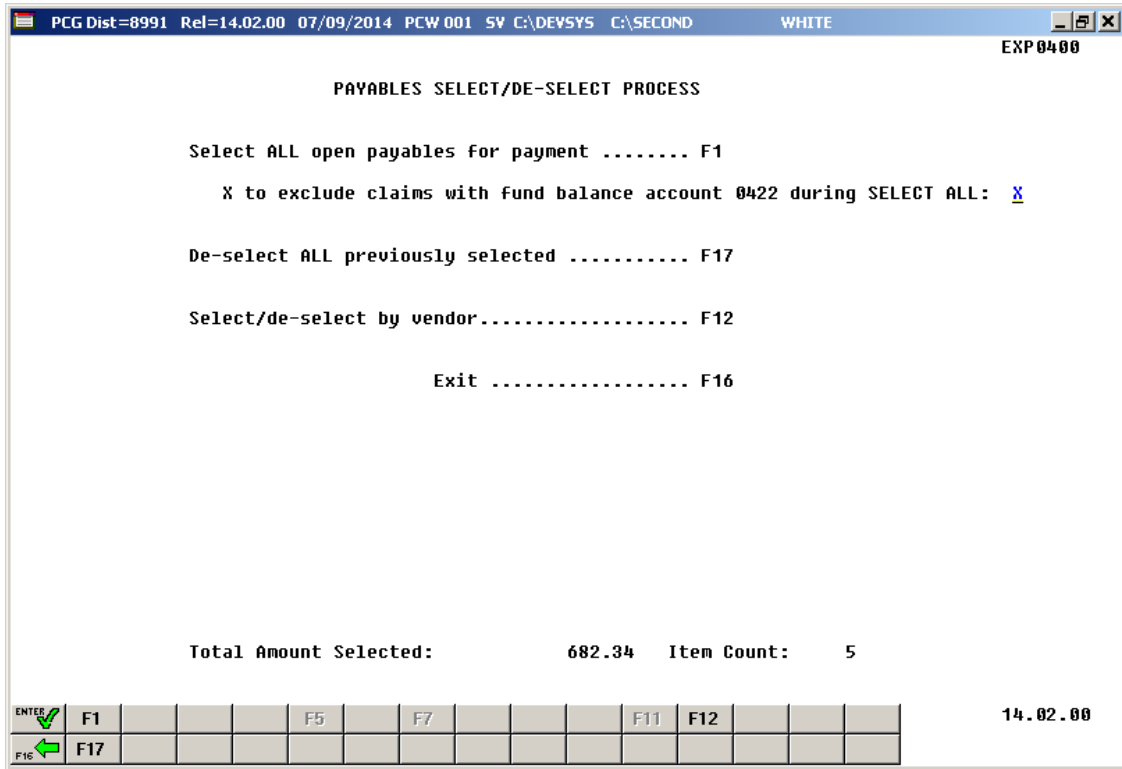 PCG Dist=8991 Rel=14.02.00 07/09/2014 PCW 001 SV C:\DEVSYS C:\SECOND WHITE
EXP0400
PAYABLES SELECT/DE-SELECT PROCESS
Select ALL open payables for payment ........ F1
X to exclude claims with fund balance account 0422 during SELECT ALL: X
De-select ALL previously selected ........... F17
Select/de-select by vendor................... F12
Exit .................. F16
Total Amount Selected: 682.34 Item Count: 5
ENTER F1 F5 F7 F11 F12 14.02.00
F16 F17